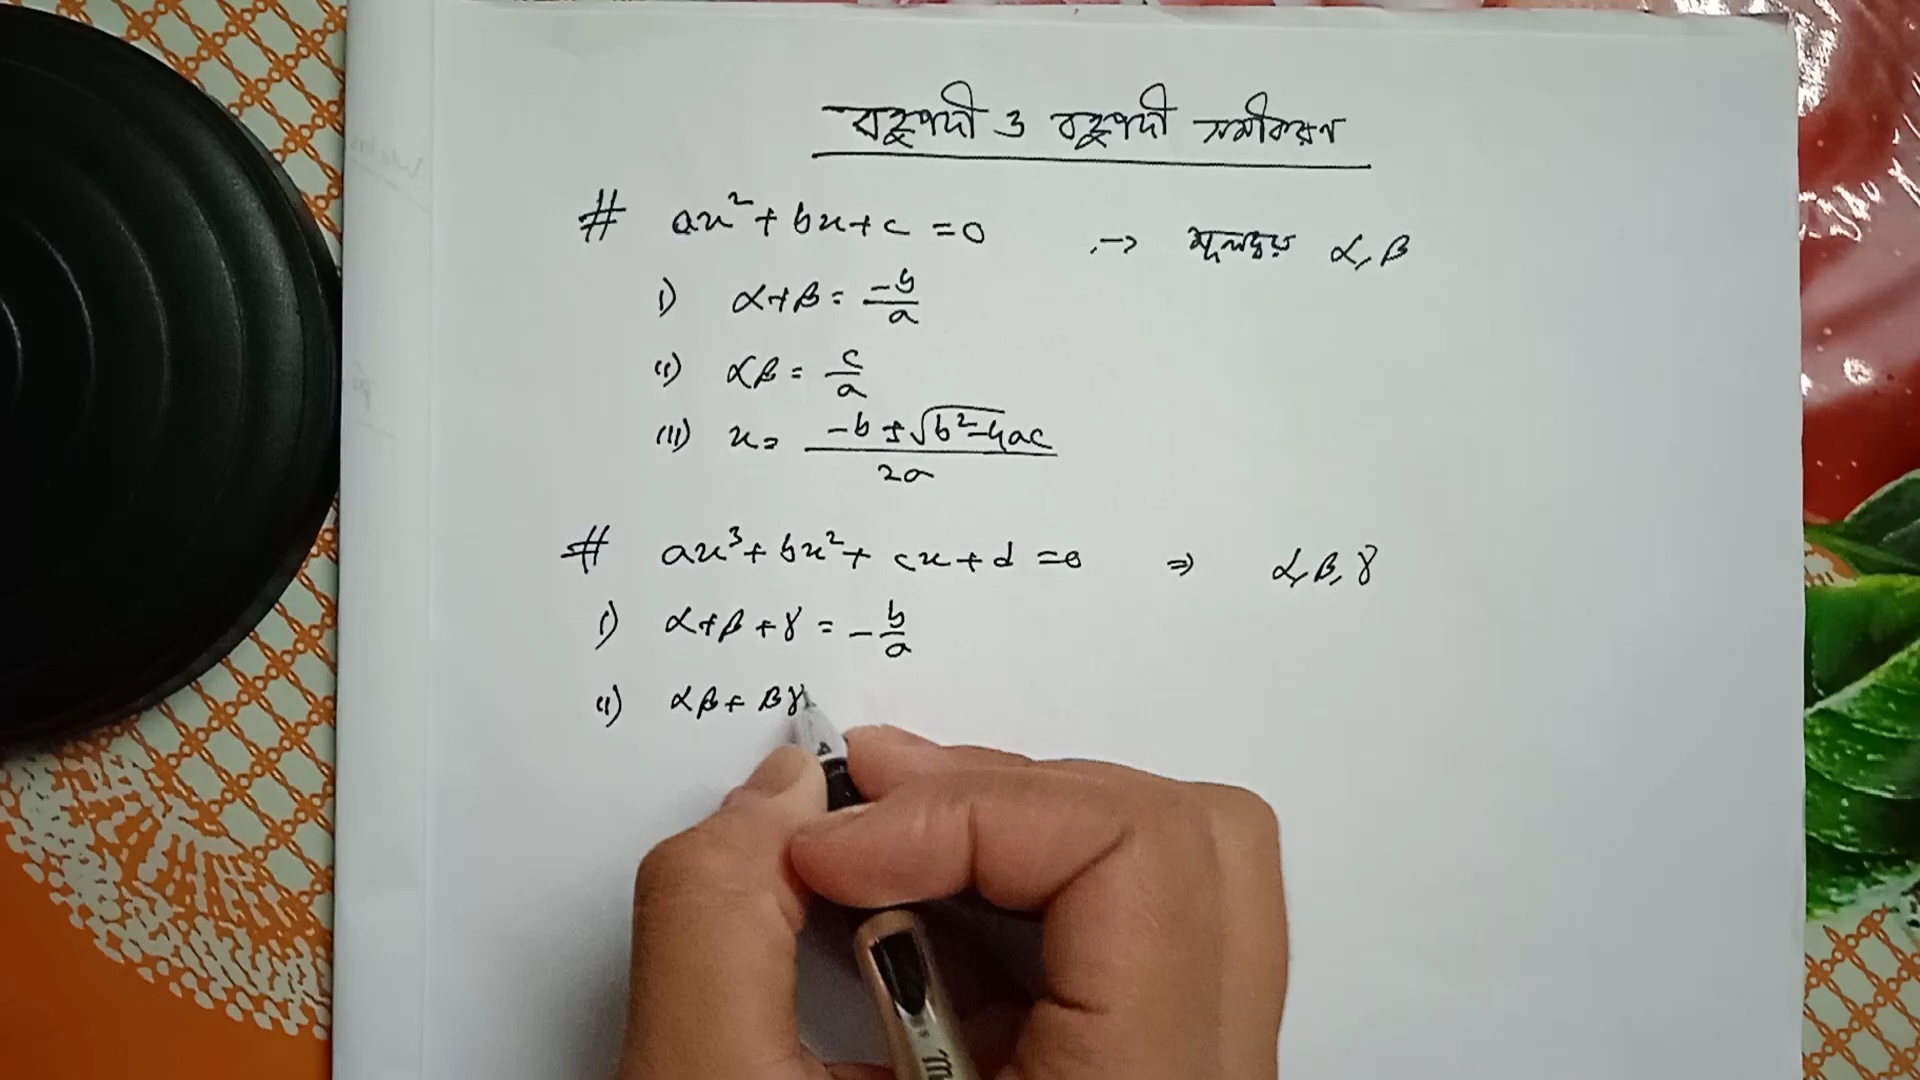 বহুপদী ও বহুপদী সমীকরণ
# ax² + bx + c = 0 → মূলদ্বয় α, β
i) α+β = -b/a
ii) αβ = c/a
iii) x = (-b ± √(b²-4ac))/2a
# ax³ + bx² + cx + d = 0 ⇒ α, β, γ
i) α+β+γ = -b/a
ii) αβ + βγ